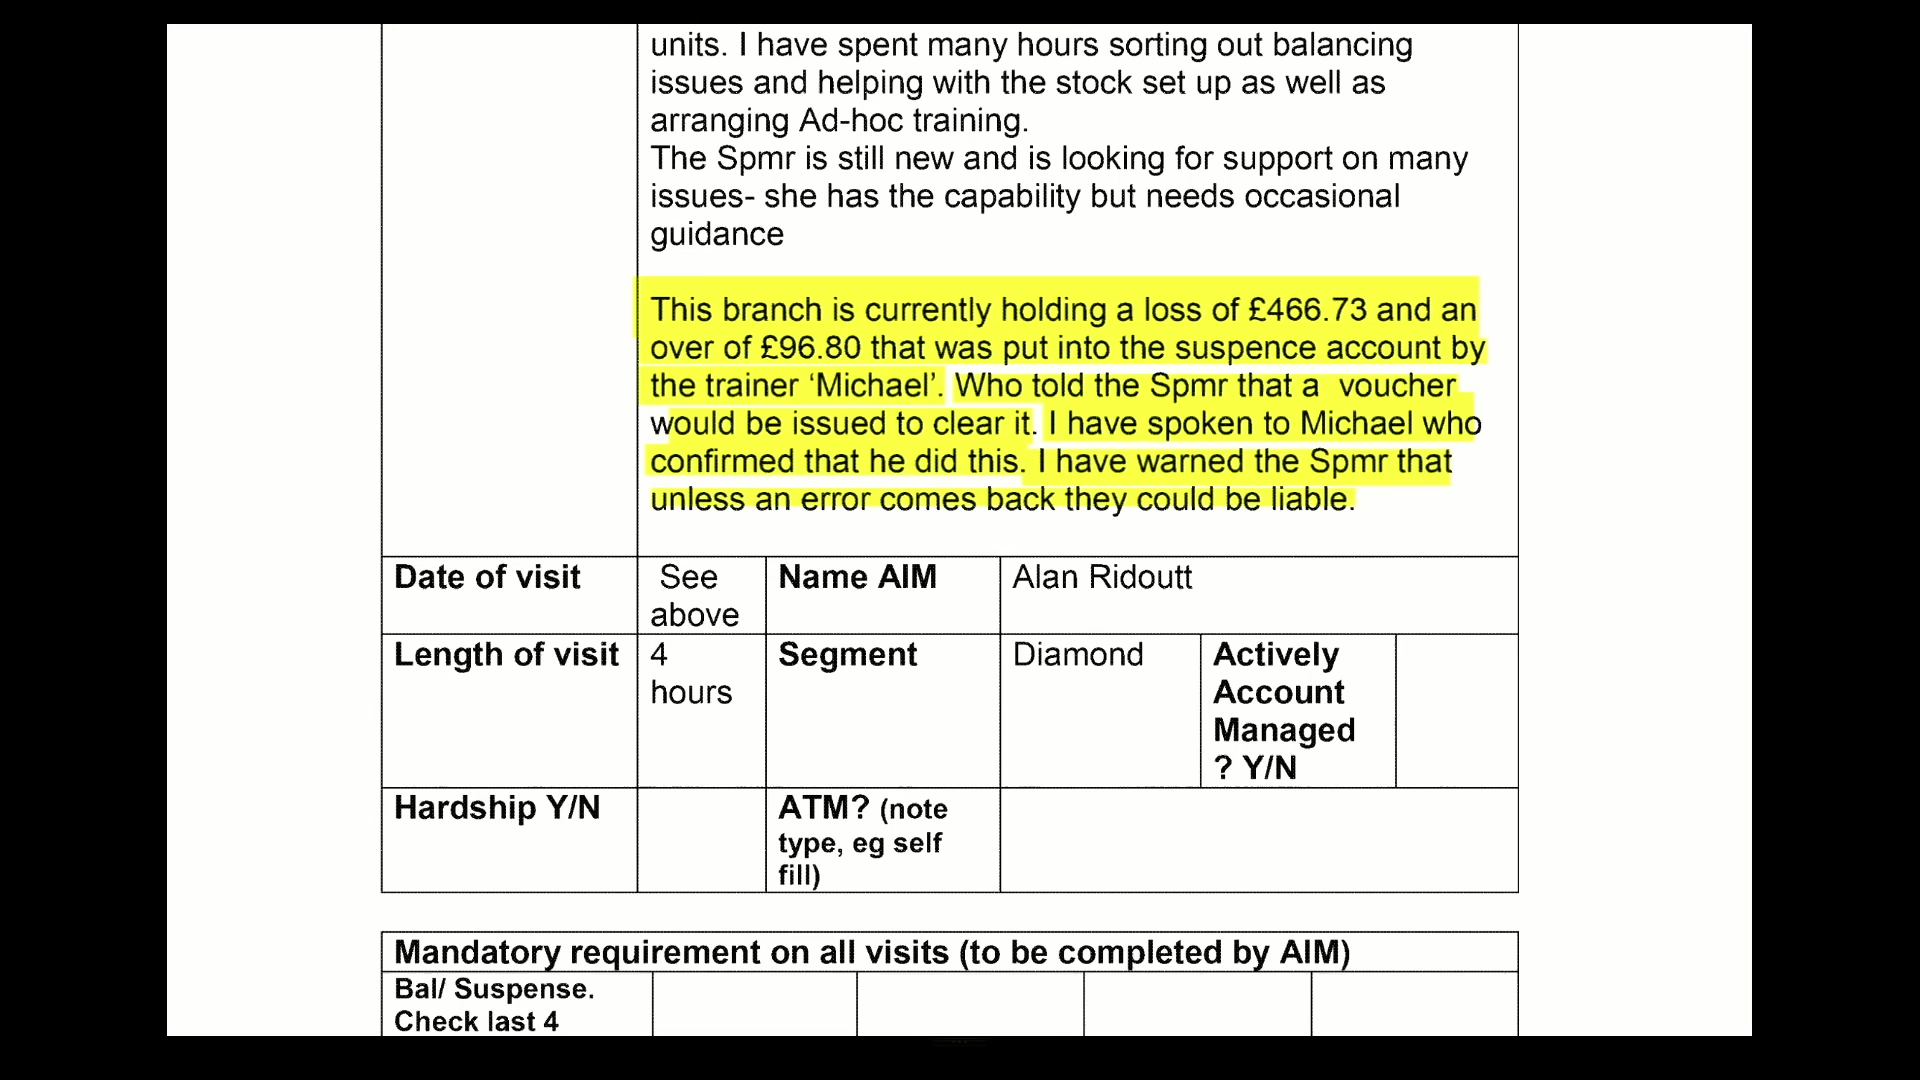 units. I have spent many hours sorting out balancing
issues and helping with the stock set up as well as
arranging Ad-hoc training.
The Spmr is still new and is looking for support on many
issues- she has the capability but needs occasional
guidance
This branch is currently holding a loss of £466.73 and an
over of £96.80 that was put into the suspence account by
the trainer ‘Michael’. Who told the Spmr that a  voucher
would be issued to clear it. I have spoken to Michael who
confirmed that he did this. I have warned the Spmr that
unless an error comes back they could be liable.
Date of visit
See
above
Name AIM
Alan Ridoutt
Length of visit
4
hours
Segment
Diamond
Actively
Account
Managed
? Y/N
Hardship Y/N
ATM? (note
type, eg self
fill)
Mandatory requirement on all visits (to be completed by AIM)
Bal/ Suspense.
Check last 4